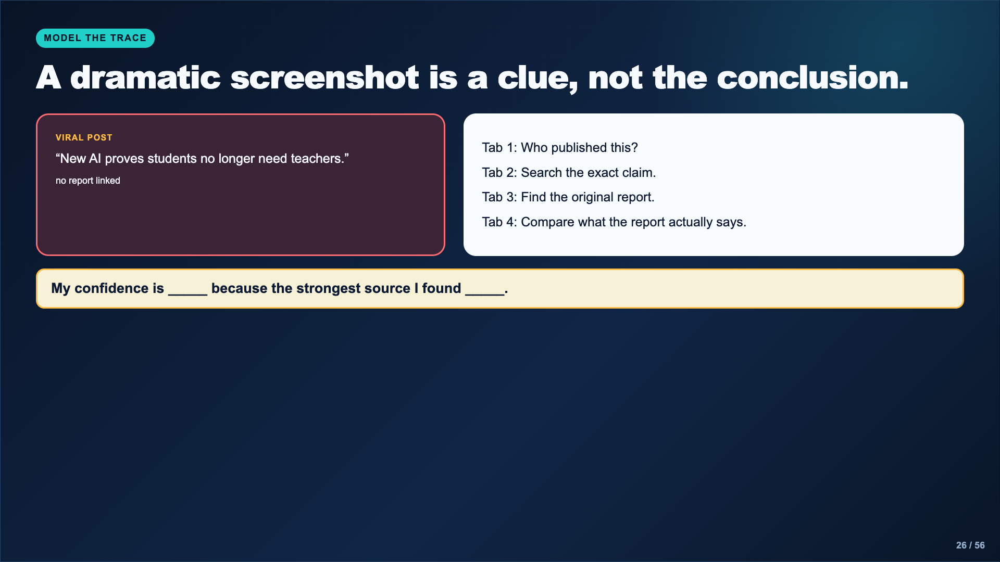 MODEL THE TRACE
A dramatic screenshot is a clue, not the conclusion.
VIRAL POST
“New AI proves students no longer need teachers.”
no report linked
Tab 1: Who published this?
Tab 2: Search the exact claim.
Tab 3: Find the original report.
Tab 4: Compare what the report actually says.
My confidence is _____ because the strongest source I found _____.
26 / 56